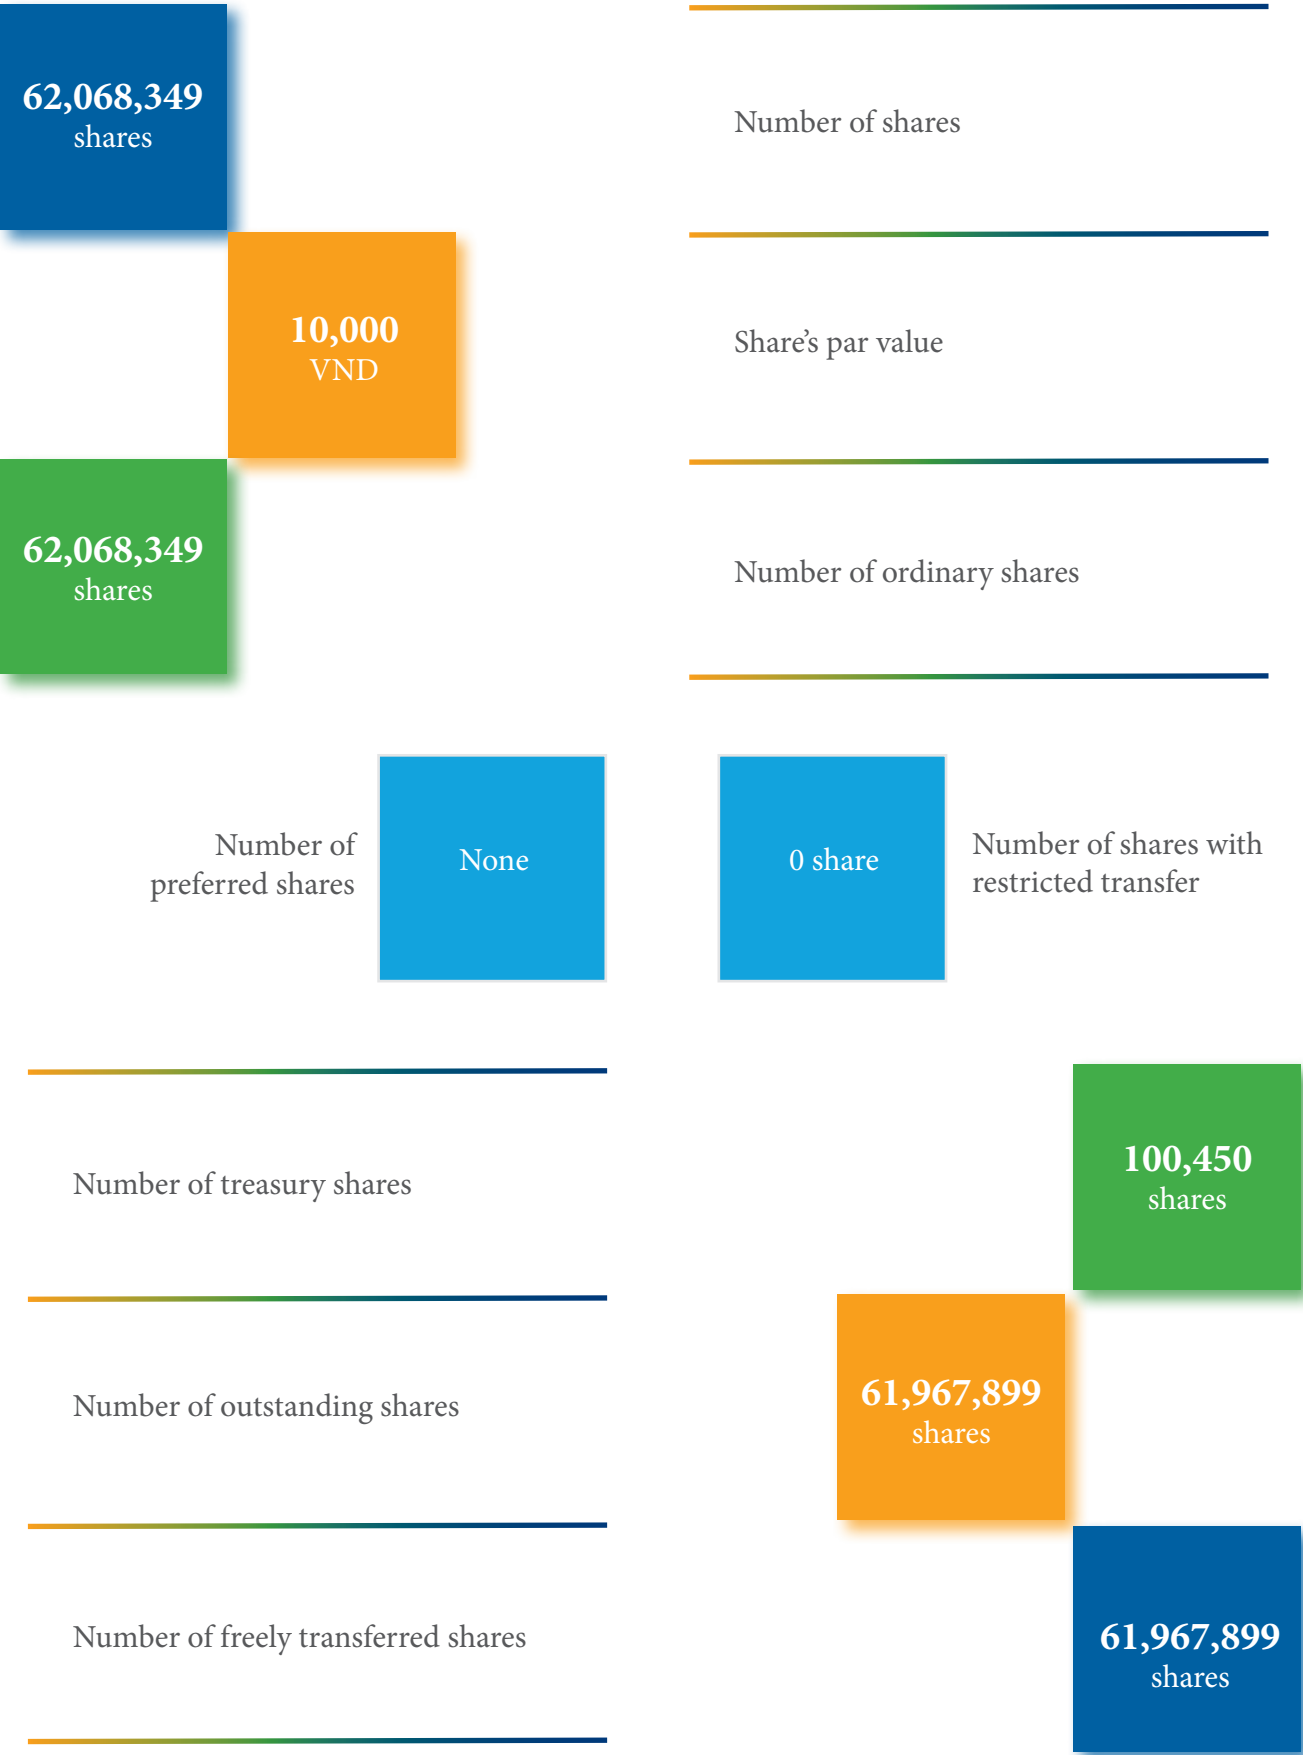 62,068,349
shares
Number of shares
10,000
VND
Share’s par value
62,068,349
shares
Number of ordinary shares
Number of
preferred shares
None
0 share
Number of shares with
restricted transfer
Number of treasury shares
100,450
shares
Number of outstanding shares
61,967,899
shares
Number of freely transferred shares
61,967,899
shares